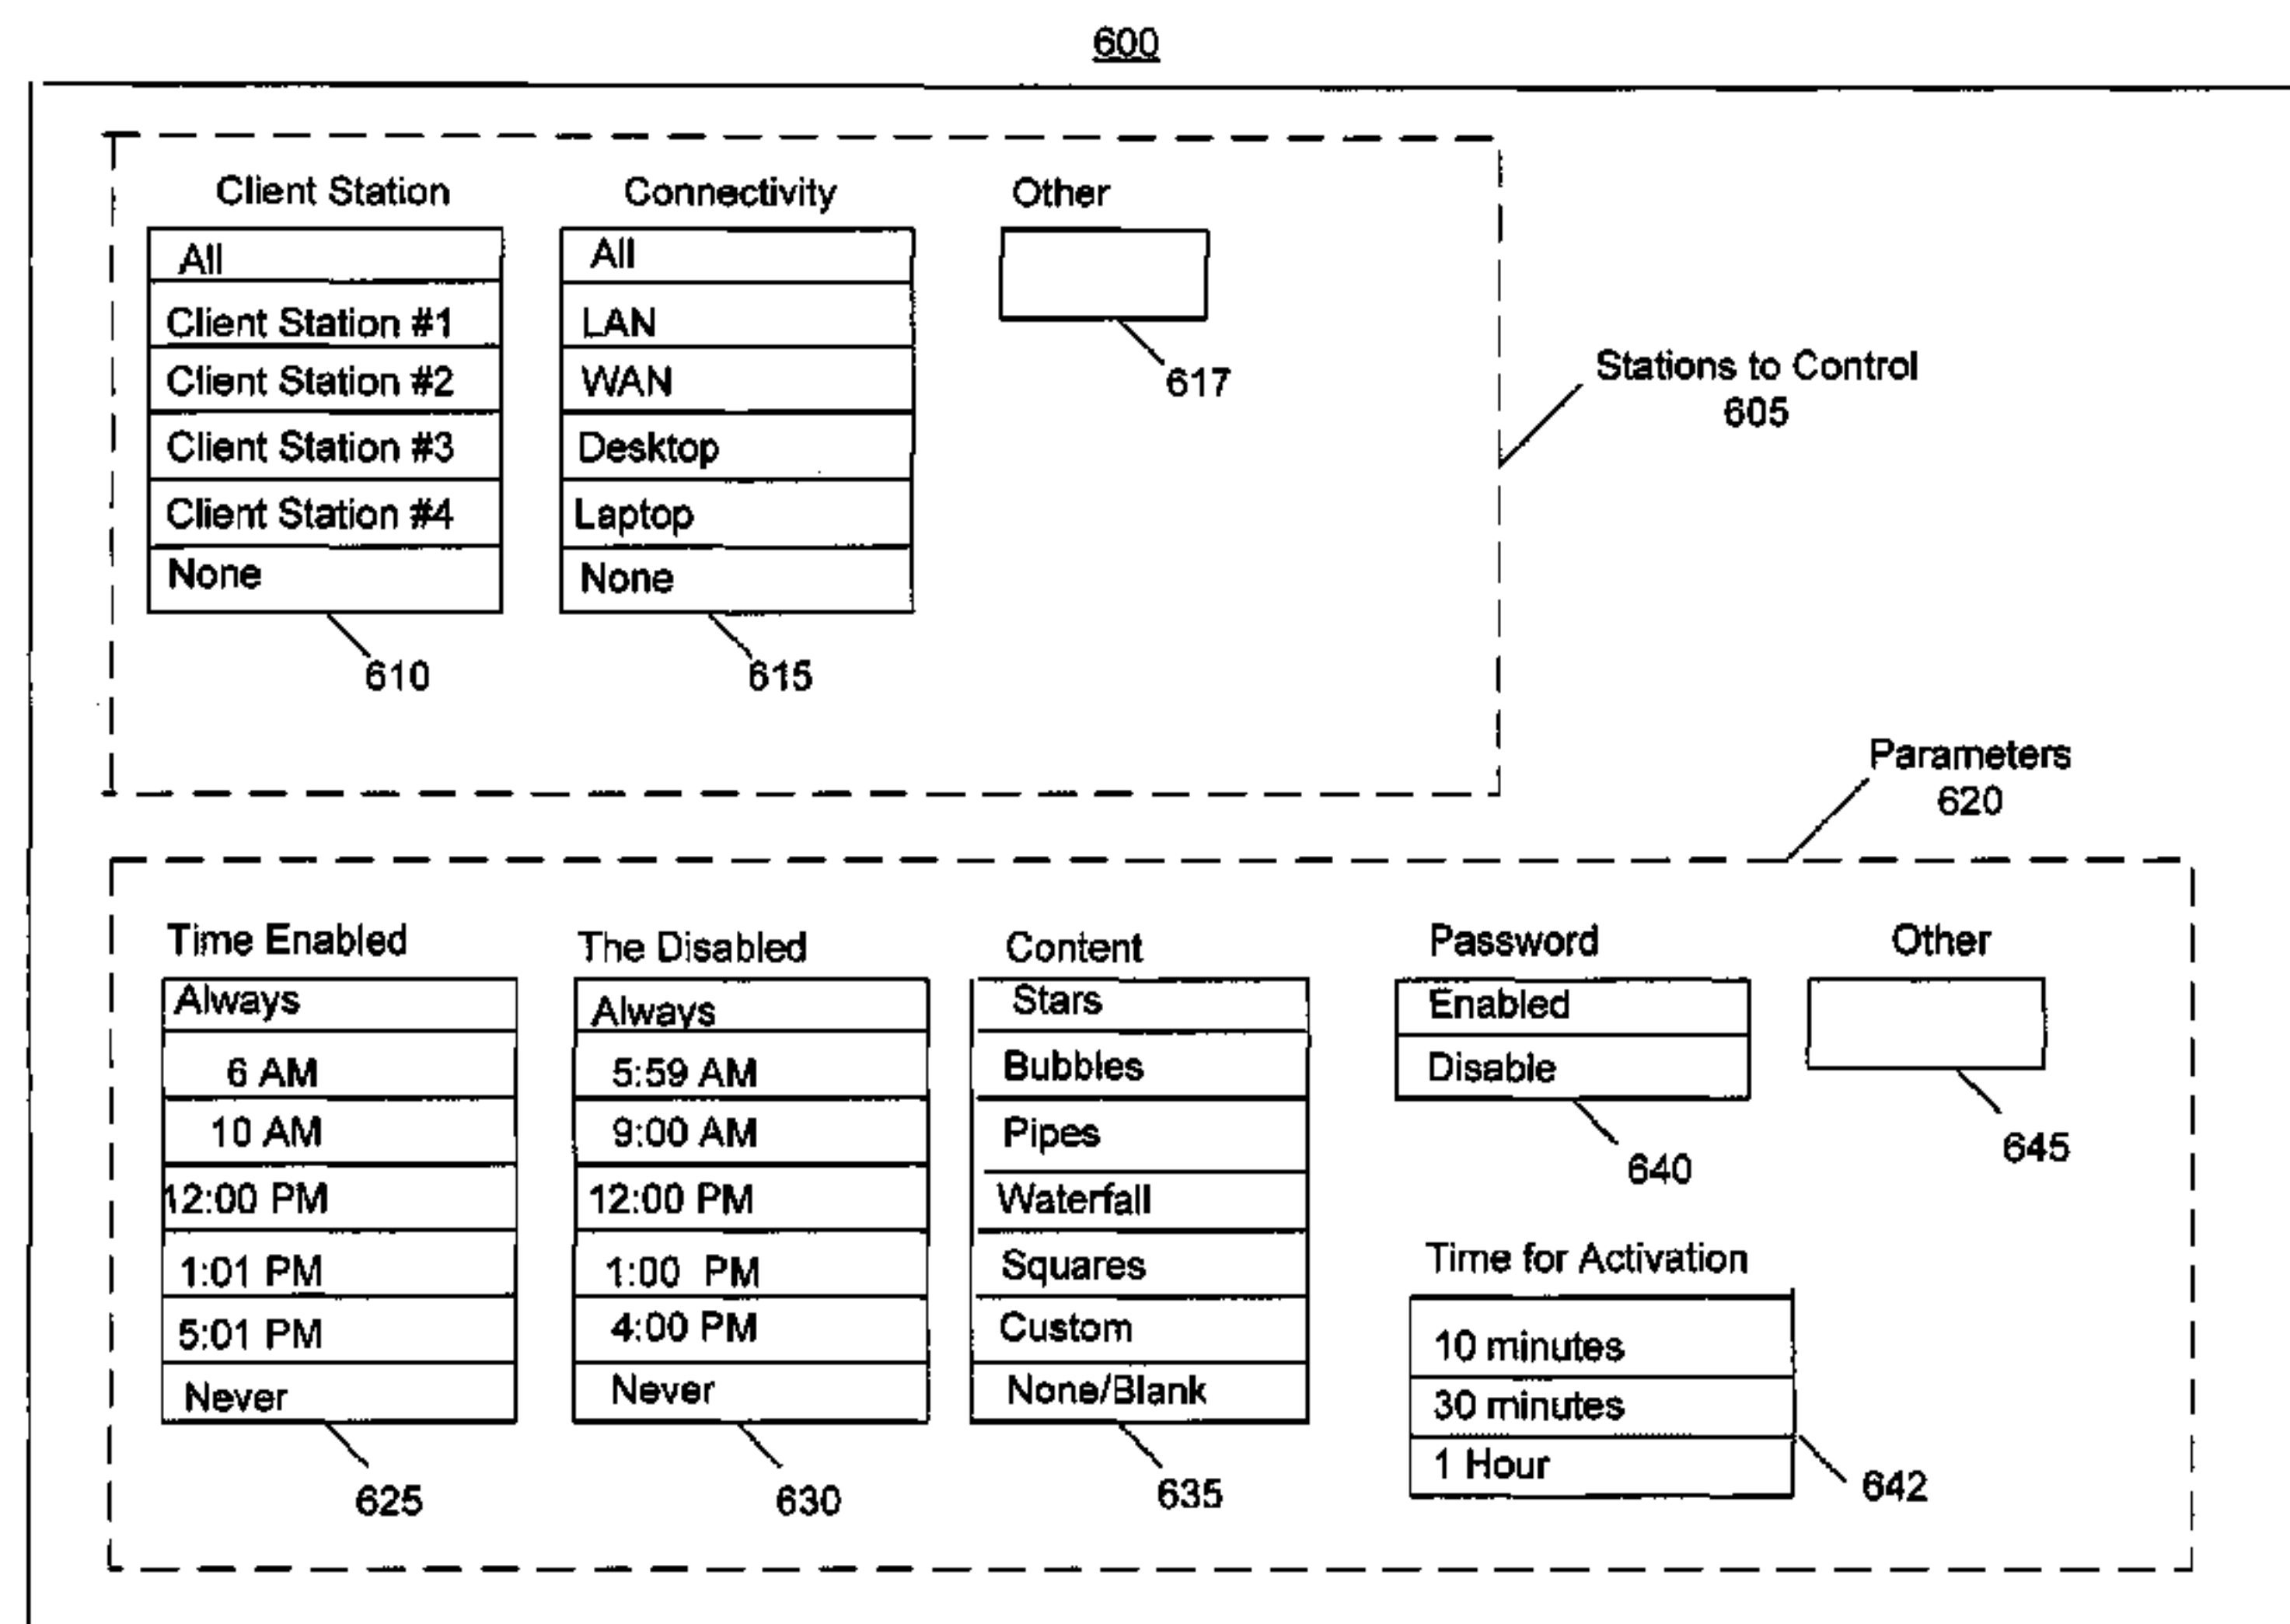 600
Client Station
All
Client Station #1
Client Station #2
Client Station #3
Client Station #4
None
610
Connectivity
All
LAN
WAN
Desktop
Laptop
None
615
Other
617
Stations to Control
605
Parameters
620
Time Enabled
Always
6 AM
10 AM
12:00 PM
1:01 PM
5:01 PM
Never
625
The Disabled
Always
5:59 AM
9:00 AM
12:00 PM
1:00 PM
4:00 PM
Never
630
Content
Stars
Bubbles
Pipes
Waterfall
Squares
Custom
None/Blank
635
Password
Enabled
Disable
640
Other
645
Time for Activation
10 minutes
30 minutes
1 Hour
642